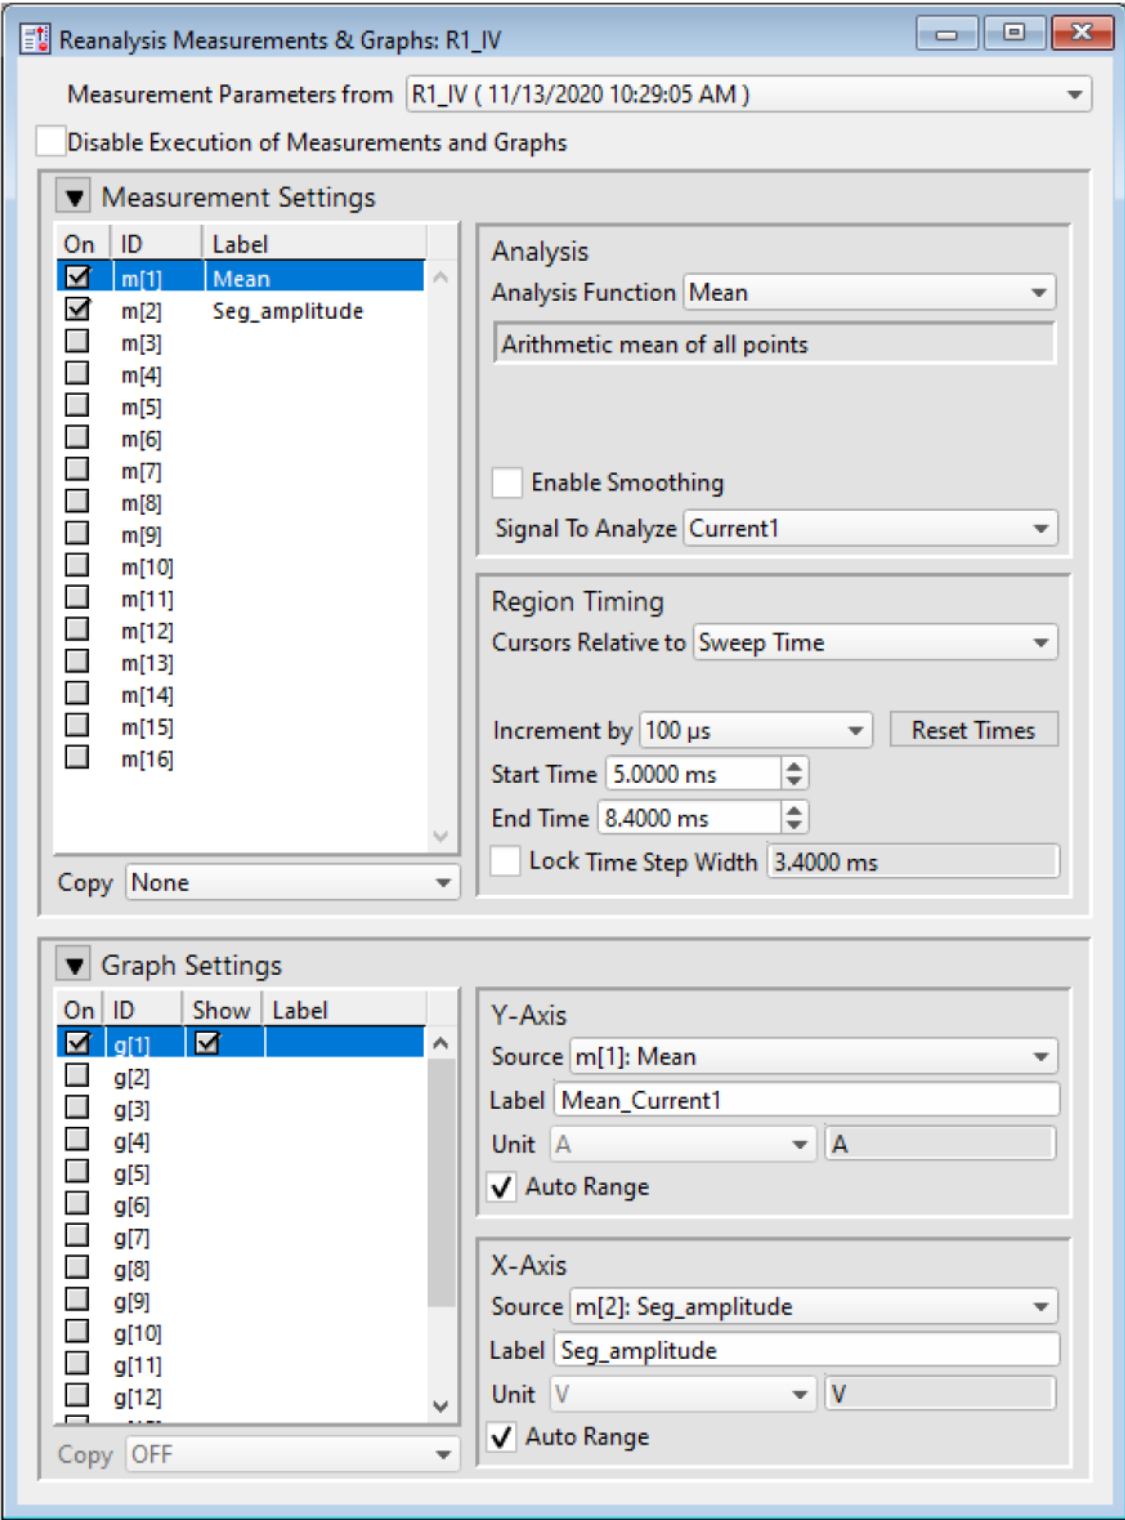 Reanalysis Measurements & Graphs: R1_IV
Measurement Parameters from R1_IV ( 11/13/2020 10:29:05 AM )
Disable Execution of Measurements and Graphs
Measurement Settings
On ID Label
m[1] Mean
m[2] Seg_amplitude
m[3]
m[4]
m[5]
m[6]
m[7]
m[8]
m[9]
m[10]
m[11]
m[12]
m[13]
m[14]
m[15]
m[16]
Copy None
Analysis
Analysis Function Mean
Arithmetic mean of all points
Enable Smoothing
Signal To Analyze Current1
Region Timing
Cursors Relative to Sweep Time
Increment by 100 µs Reset Times
Start Time 5.0000 ms
End Time 8.4000 ms
Lock Time Step Width 3.4000 ms
Graph Settings
On ID Show Label
g[1]
g[2]
g[3]
g[4]
g[5]
g[6]
g[7]
g[8]
g[9]
g[10]
g[11]
g[12]
Copy OFF
Y-Axis
Source m[1]: Mean
Label Mean_Current1
Unit A A
Auto Range
X-Axis
Source m[2]: Seg_amplitude
Label Seg_amplitude
Unit V V
Auto Range